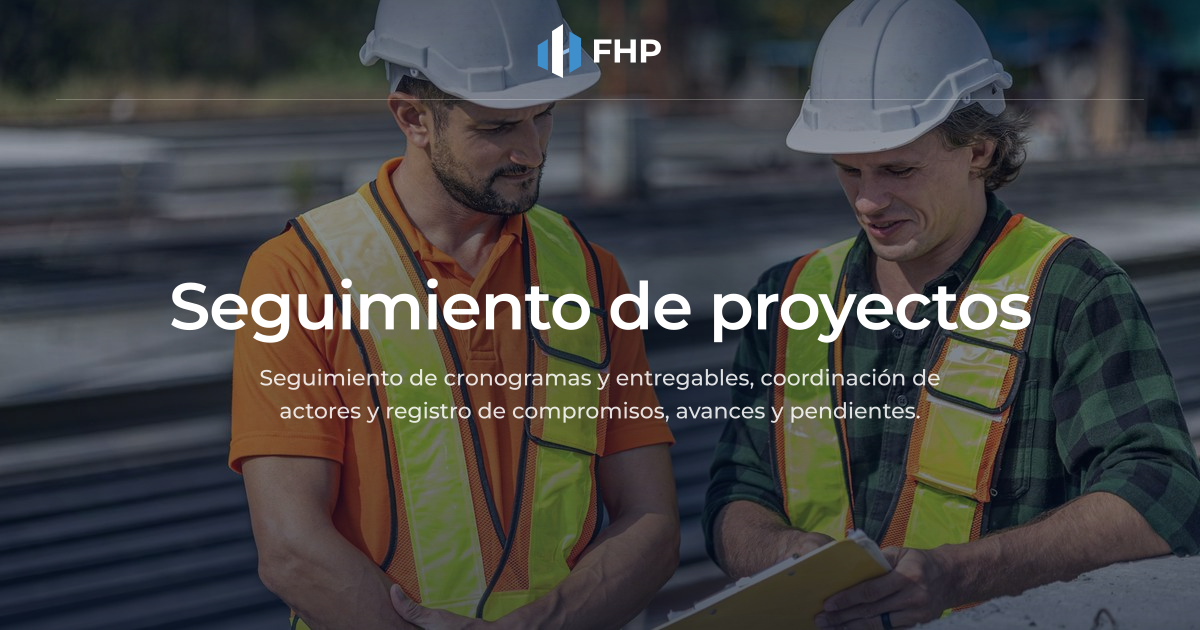 FHP
Seguimiento de proyectos
Seguimiento de cronogramas y entregables, coordinación de
actores y registro de compromisos, avances y pendientes.